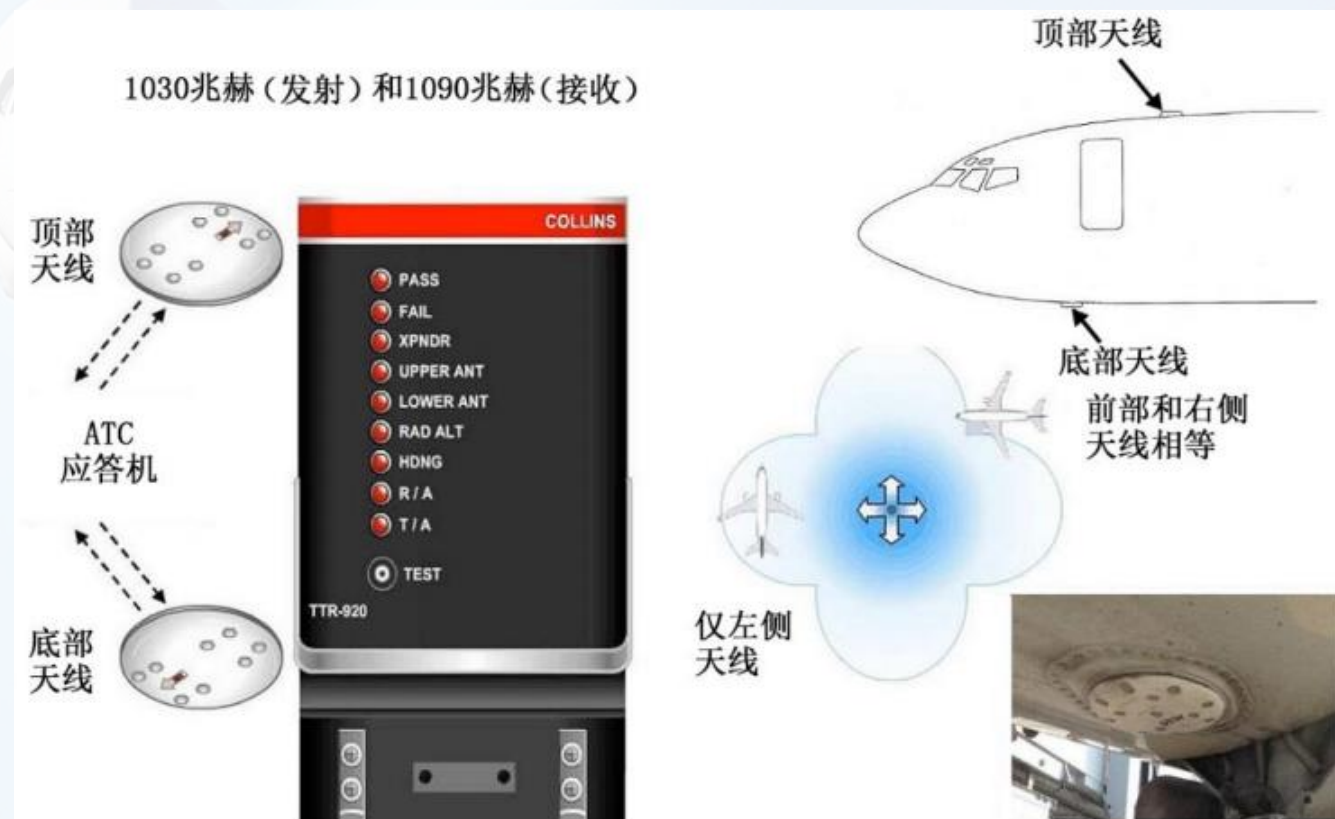 顶部天线
1030兆赫(发射)和1090兆赫(接收)
顶部
天线
COLLINS
PASS
FAIL
XPNDR
UPPER ANT
LOWER ANT
RAD ALT
HDNG
R / A
T / A
TEST
TTR-920
ATC
应答机
底部
天线
底部天线
前部和右侧
天线相等
仅左侧
天线